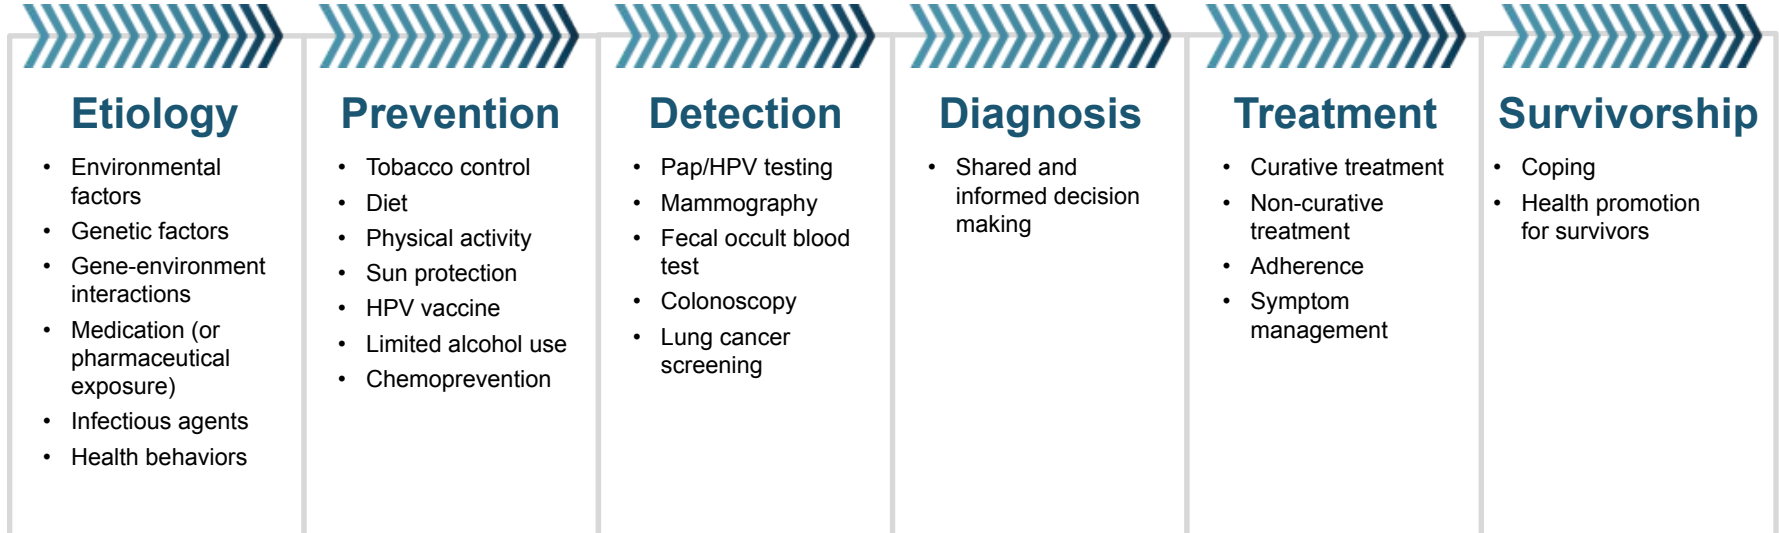 Etiology
• Environmental
factors
• Genetic factors
• Gene-environment
interactions
• Medication (or
pharmaceutical
exposure)
• Infectious agents
• Health behaviors
Prevention
• Tobacco control
• Diet
• Physical activity
• Sun protection
• HPV vaccine
• Limited alcohol use
• Chemoprevention
Detection
• Pap/HPV testing
• Mammography
• Fecal occult blood
test
• Colonoscopy
• Lung cancer
screening
Diagnosis
• Shared and
informed decision
making
Treatment
• Curative treatment
• Non-curative
treatment
• Adherence
• Symptom
management
Survivorship
• Coping
• Health promotion
for survivors